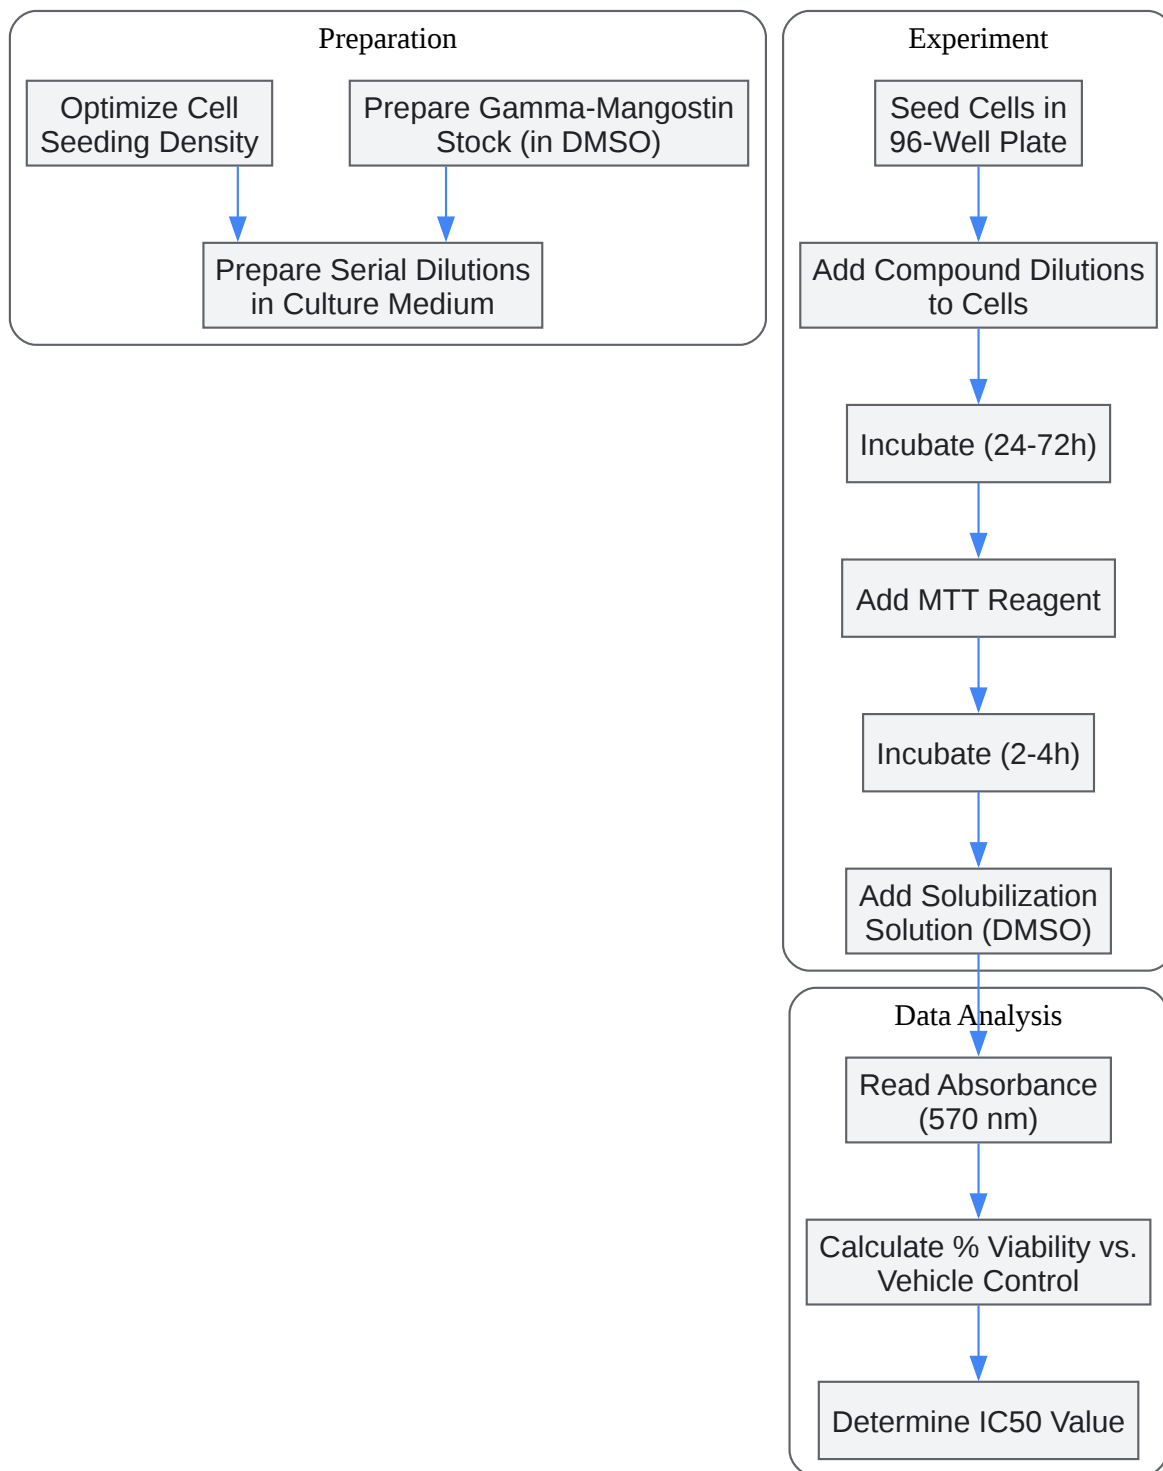 Preparation
Optimize Cell
Seeding Density
Prepare Gamma-Mangostin
Stock (in DMSO)
Prepare Serial Dilutions
in Culture Medium
Experiment
Seed Cells in
96-Well Plate
Add Compound Dilutions
to Cells
Incubate (24-72h)
Add MTT Reagent
Incubate (2-4h)
Add Solubilization
Solution (DMSO)
Data Analysis
Read Absorbance
(570 nm)
Calculate % Viability vs.
Vehicle Control
Determine IC50 Value